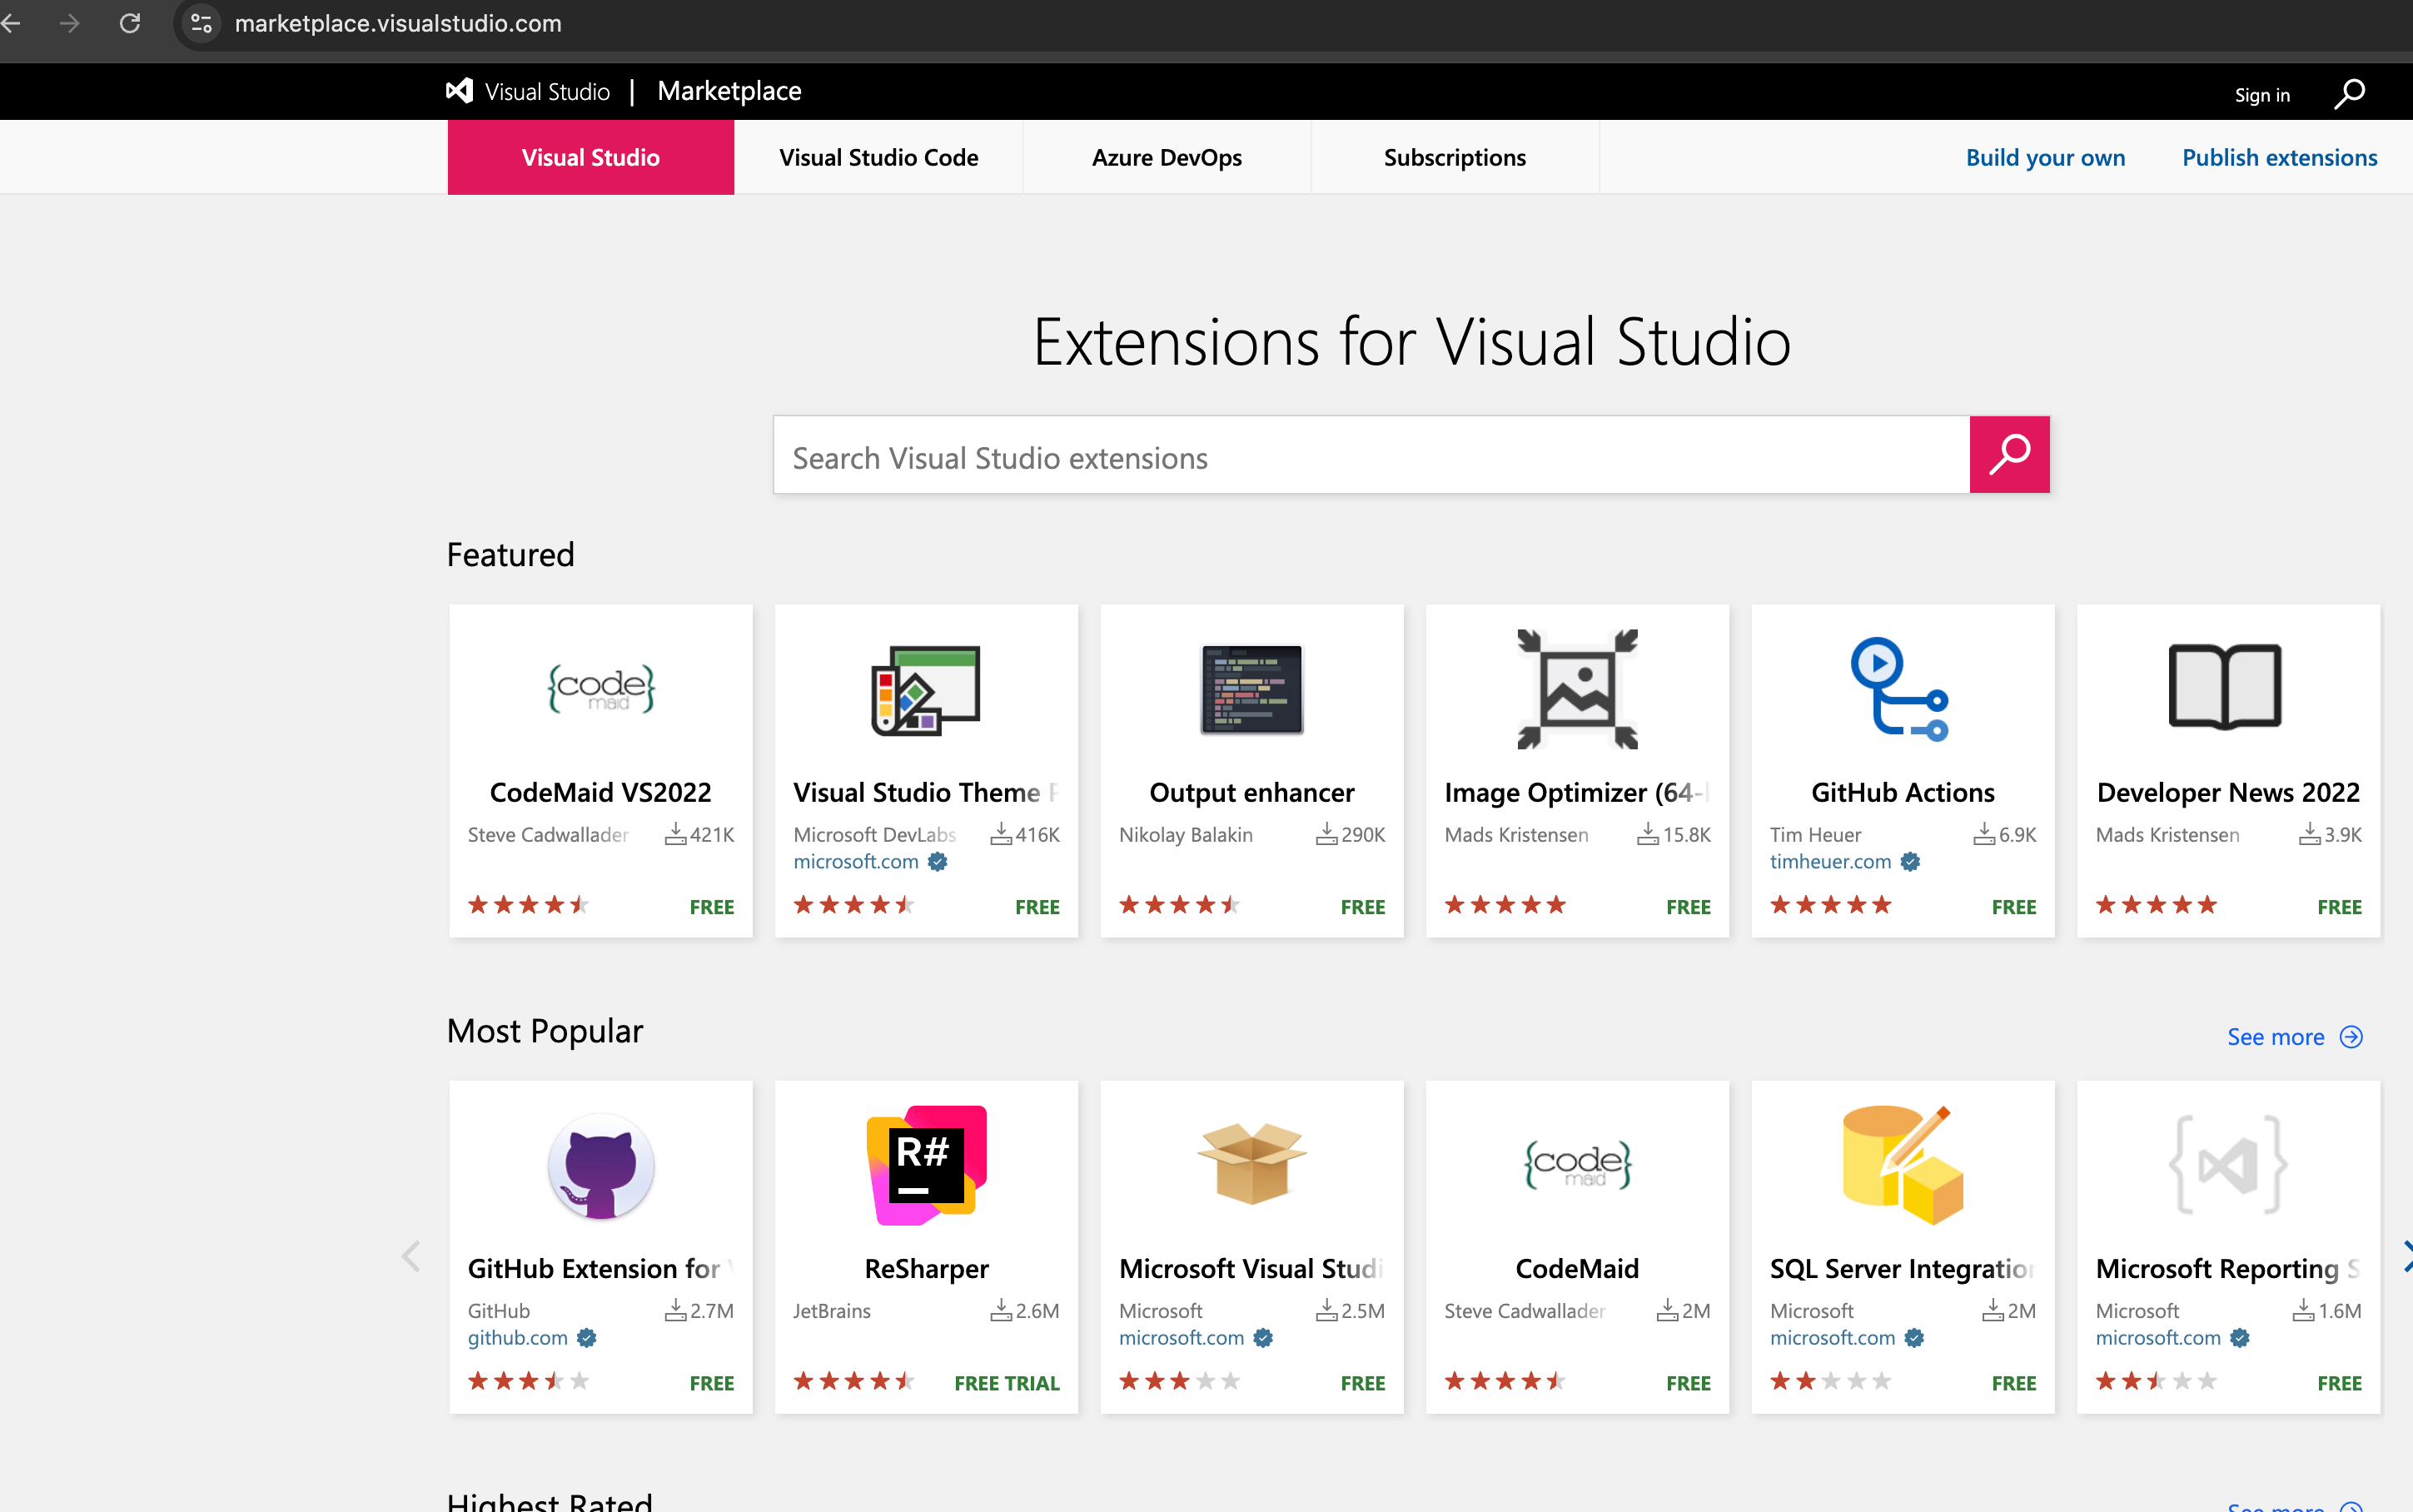 marketplace.visualstudio.com
Visual Studio | Marketplace
Sign in
Visual Studio
Visual Studio Code
Azure DevOps
Subscriptions
Build your own
Publish extensions
Extensions for Visual Studio
Search Visual Studio extensions
Featured
{code}
maid
CodeMaid VS2022
Steve Cadwallader 421K
FREE
Visual Studio Theme
Microsoft DevLabs 416K
microsoft.com
FREE
Output enhancer
Nikolay Balakin 290K
FREE
Image Optimizer (64-
Mads Kristensen 15.8K
FREE
GitHub Actions
Tim Heuer 6.9K
timheuer.com
FREE
Developer News 2022
Mads Kristensen 3.9K
FREE
Most Popular
See more
GitHub Extension for
GitHub 2.7M
github.com
FREE
R#
ReSharper
JetBrains 2.6M
FREE TRIAL
Microsoft Visual Studi
Microsoft 2.5M
microsoft.com
FREE
{code}
maid
CodeMaid
Steve Cadwallader 2M
FREE
SQL Server Integration
Microsoft 2M
microsoft.com
FREE
Microsoft Reporting S
Microsoft 1.6M
microsoft.com
FREE
Highest Rated
See more